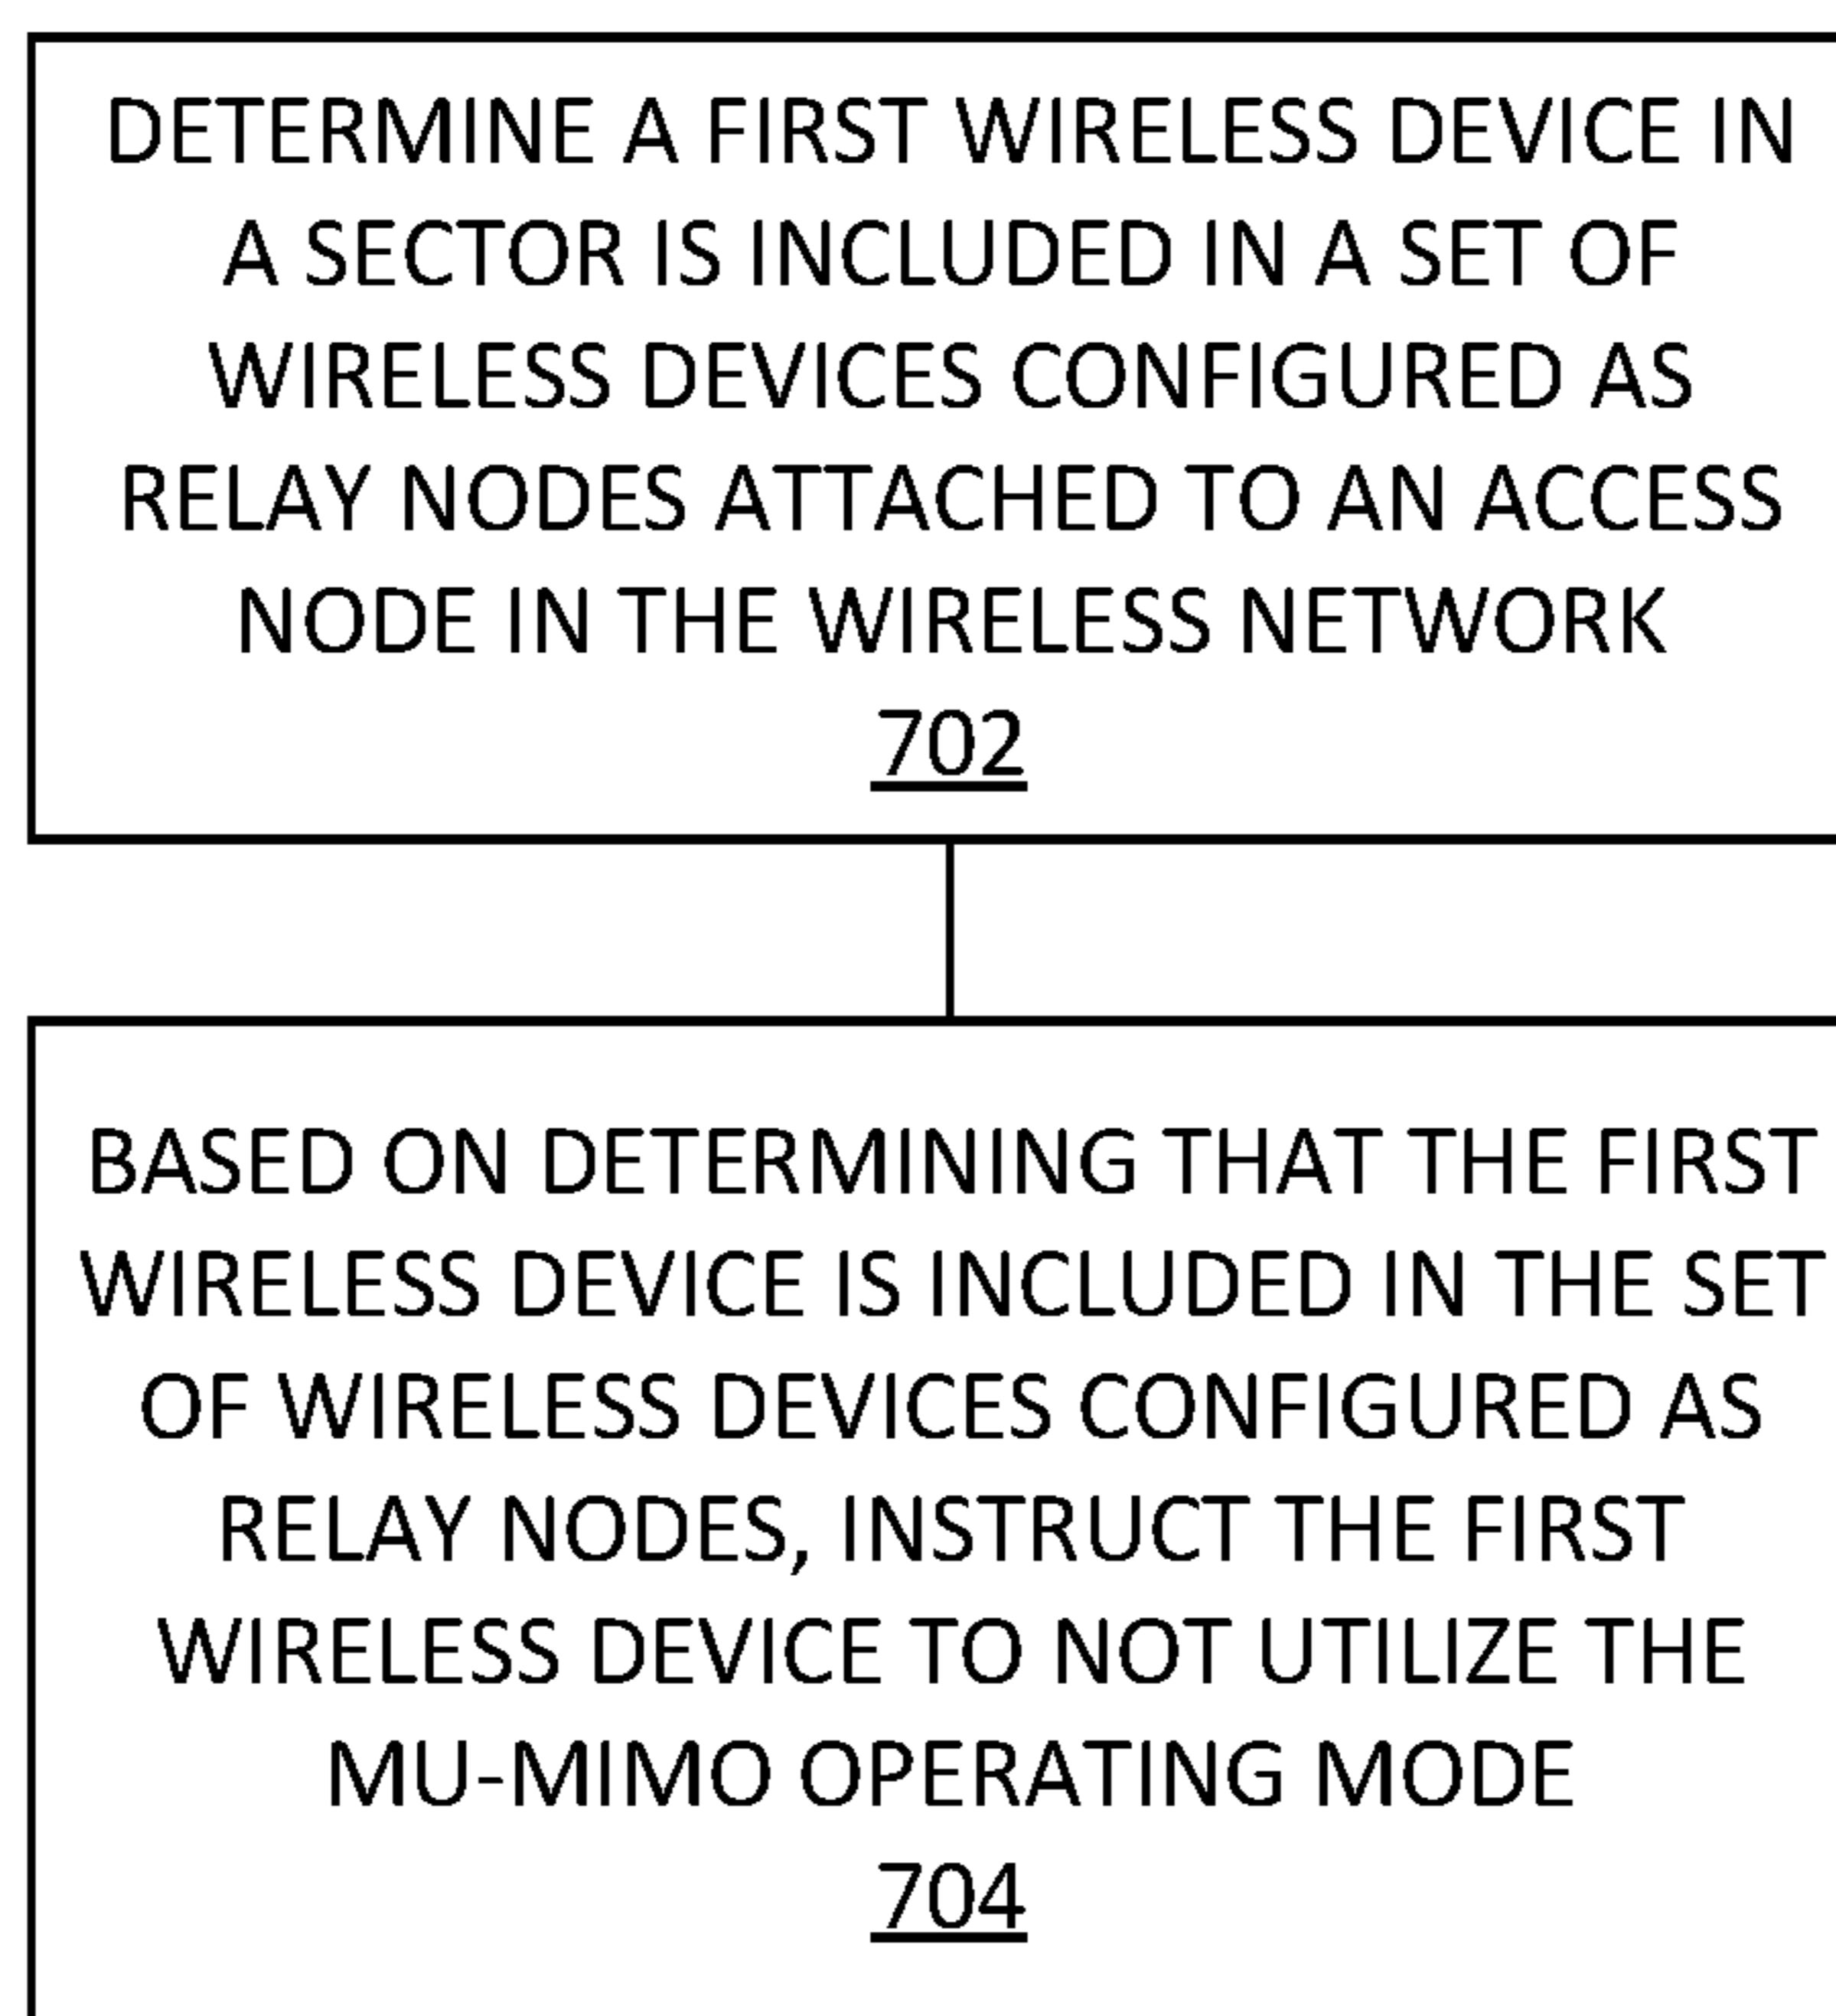 DETERMINE A FIRST WIRELESS DEVICE IN
A SECTOR IS INCLUDED IN A SET OF
WIRELESS DEVICES CONFIGURED AS
RELAY NODES ATTACHED TO AN ACCESS
NODE IN THE WIRELESS NETWORK
702
BASED ON DETERMINING THAT THE FIRST
WIRELESS DEVICE IS INCLUDED IN THE SET
OF WIRELESS DEVICES CONFIGURED AS
RELAY NODES, INSTRUCT THE FIRST
WIRELESS DEVICE TO NOT UTILIZE THE
MU-MIMO OPERATING MODE
704